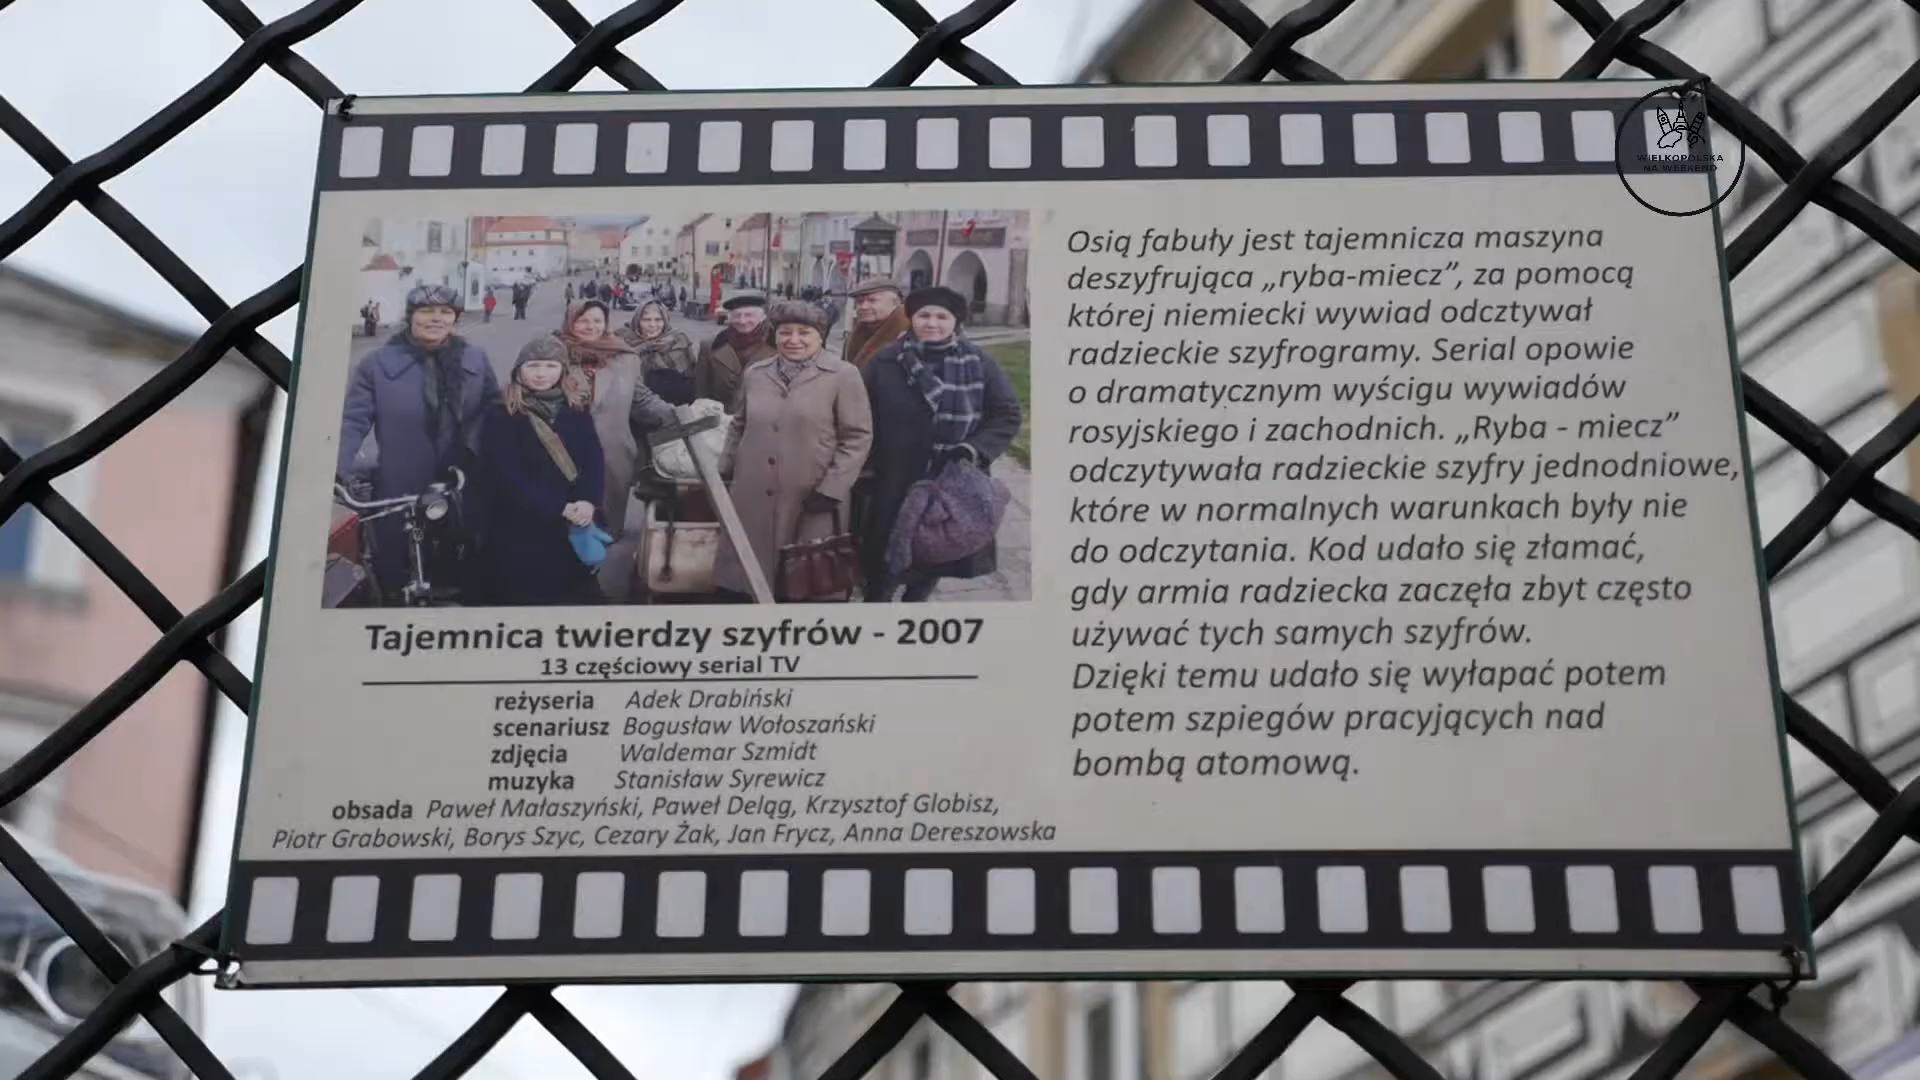 WIELKOPOLSKA
NA WEEKEND
Osią fabuły jest tajemnicza maszyna
deszyfrująca „ryba-miecz”, za pomocą
której niemiecki wywiad odcztywał
radzieckie szyfrogramy. Serial opowie
o dramatycznym wyścigu wywiadów
rosyjskiego i zachodnich. „Ryba - miecz”
odczytywała radzieckie szyfry jednodniowe,
które w normalnych warunkach były nie
do odczytania. Kod udało się złamać,
gdy armia radziecka zaczęła zbyt często
używać tych samych szyfrów.
Dzięki temu udało się wyłapać potem
potem szpiegów pracyjących nad
bombą atomową.
Tajemnica twierdzy szyfrów - 2007
13 częściowy serial TV
reżyseria Adek Drabiński
scenariusz Bogusław Wołoszański
zdjęcia Waldemar Szmidt
muzyka Stanisław Syrewicz
obsada Paweł Małaszyński, Paweł Deląg, Krzysztof Globisz,
Piotr Grabowski, Borys Szyc, Cezary Żak, Jan Frycz, Anna Dereszowska